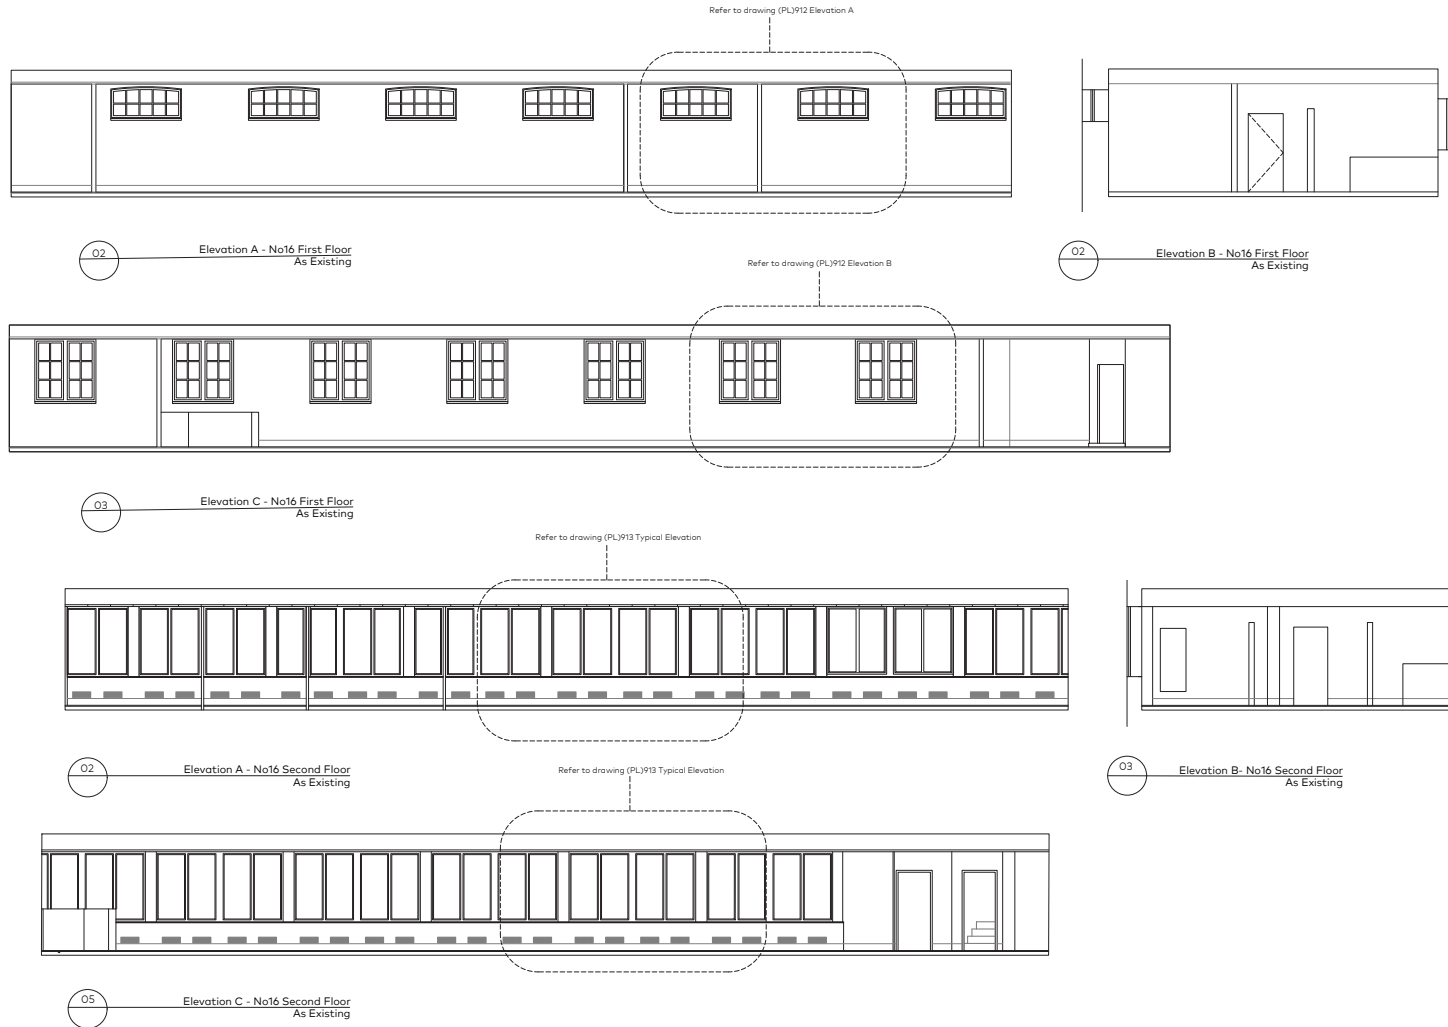 Refer to drawing (PL)912 Elevation A
02
Elevation A - No16 First Floor
As Existing
02
Elevation B - No16 First Floor
As Existing
Refer to drawing (PL)912 Elevation B
03
Elevation C - No16 First Floor
As Existing
Refer to drawing (PL)913 Typical Elevation
02
Elevation A - No16 Second Floor
As Existing
03
Elevation B- No16 Second Floor
As Existing
Refer to drawing (PL)913 Typical Elevation
05
Elevation C - No16 Second Floor
As Existing